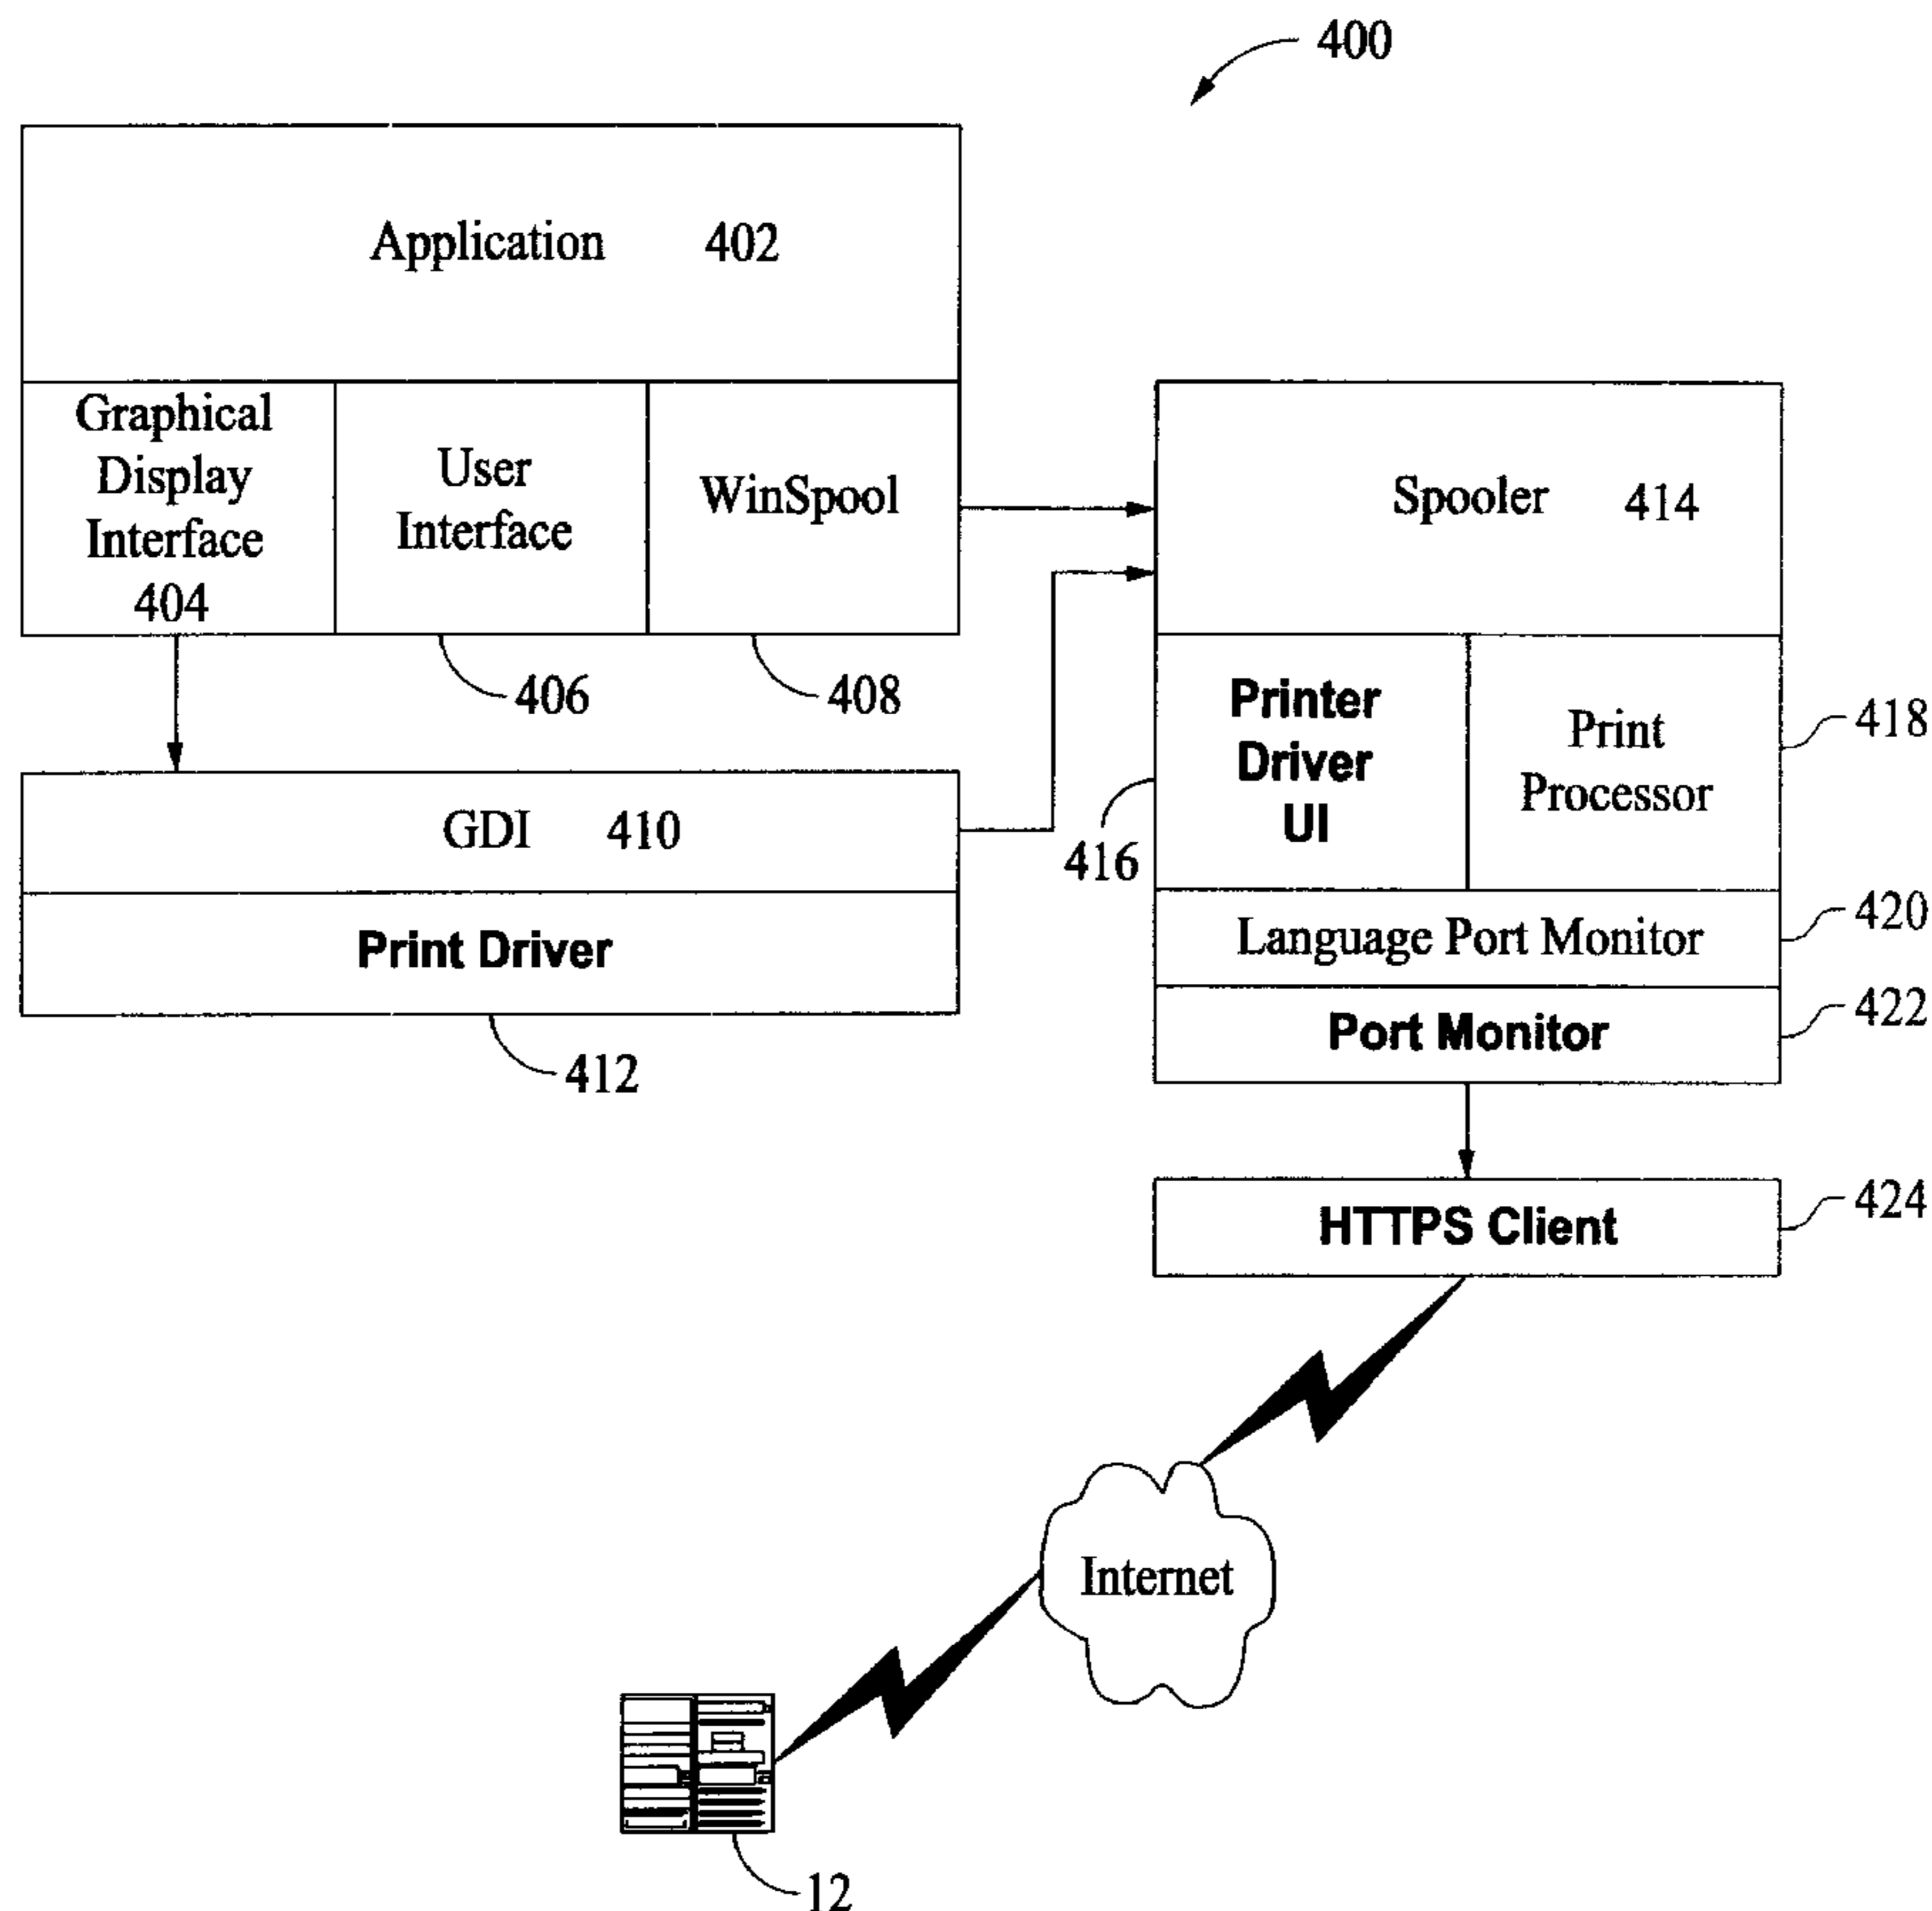 400
Application 402
Graphical
Display
Interface
404
User
Interface
WinSpool
406
408
GDI 410
Print Driver
412
Spooler 414
Printer
Driver
UI
416
Print
Processor
418
Language Port Monitor
420
Port Monitor
422
HTTPS Client
424
Internet
12